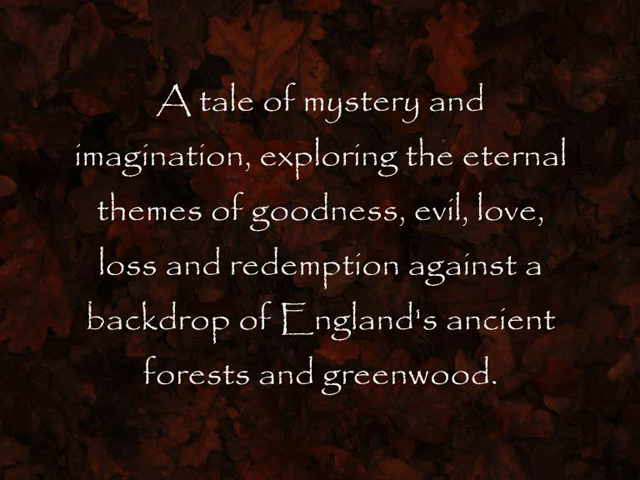 A tale of mystery and
imagination, exploring the eternal
themes of goodness, evil, love,
loss and redemption against a
backdrop of England's ancient
forests and greenwood.